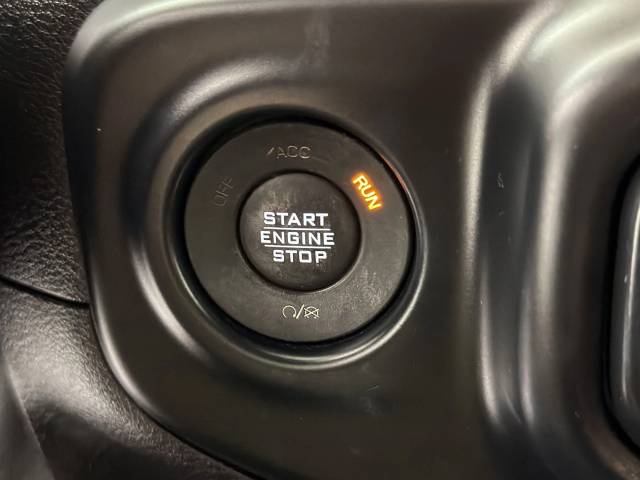 OFF
ACC
RUN
START
ENGINE
STOP